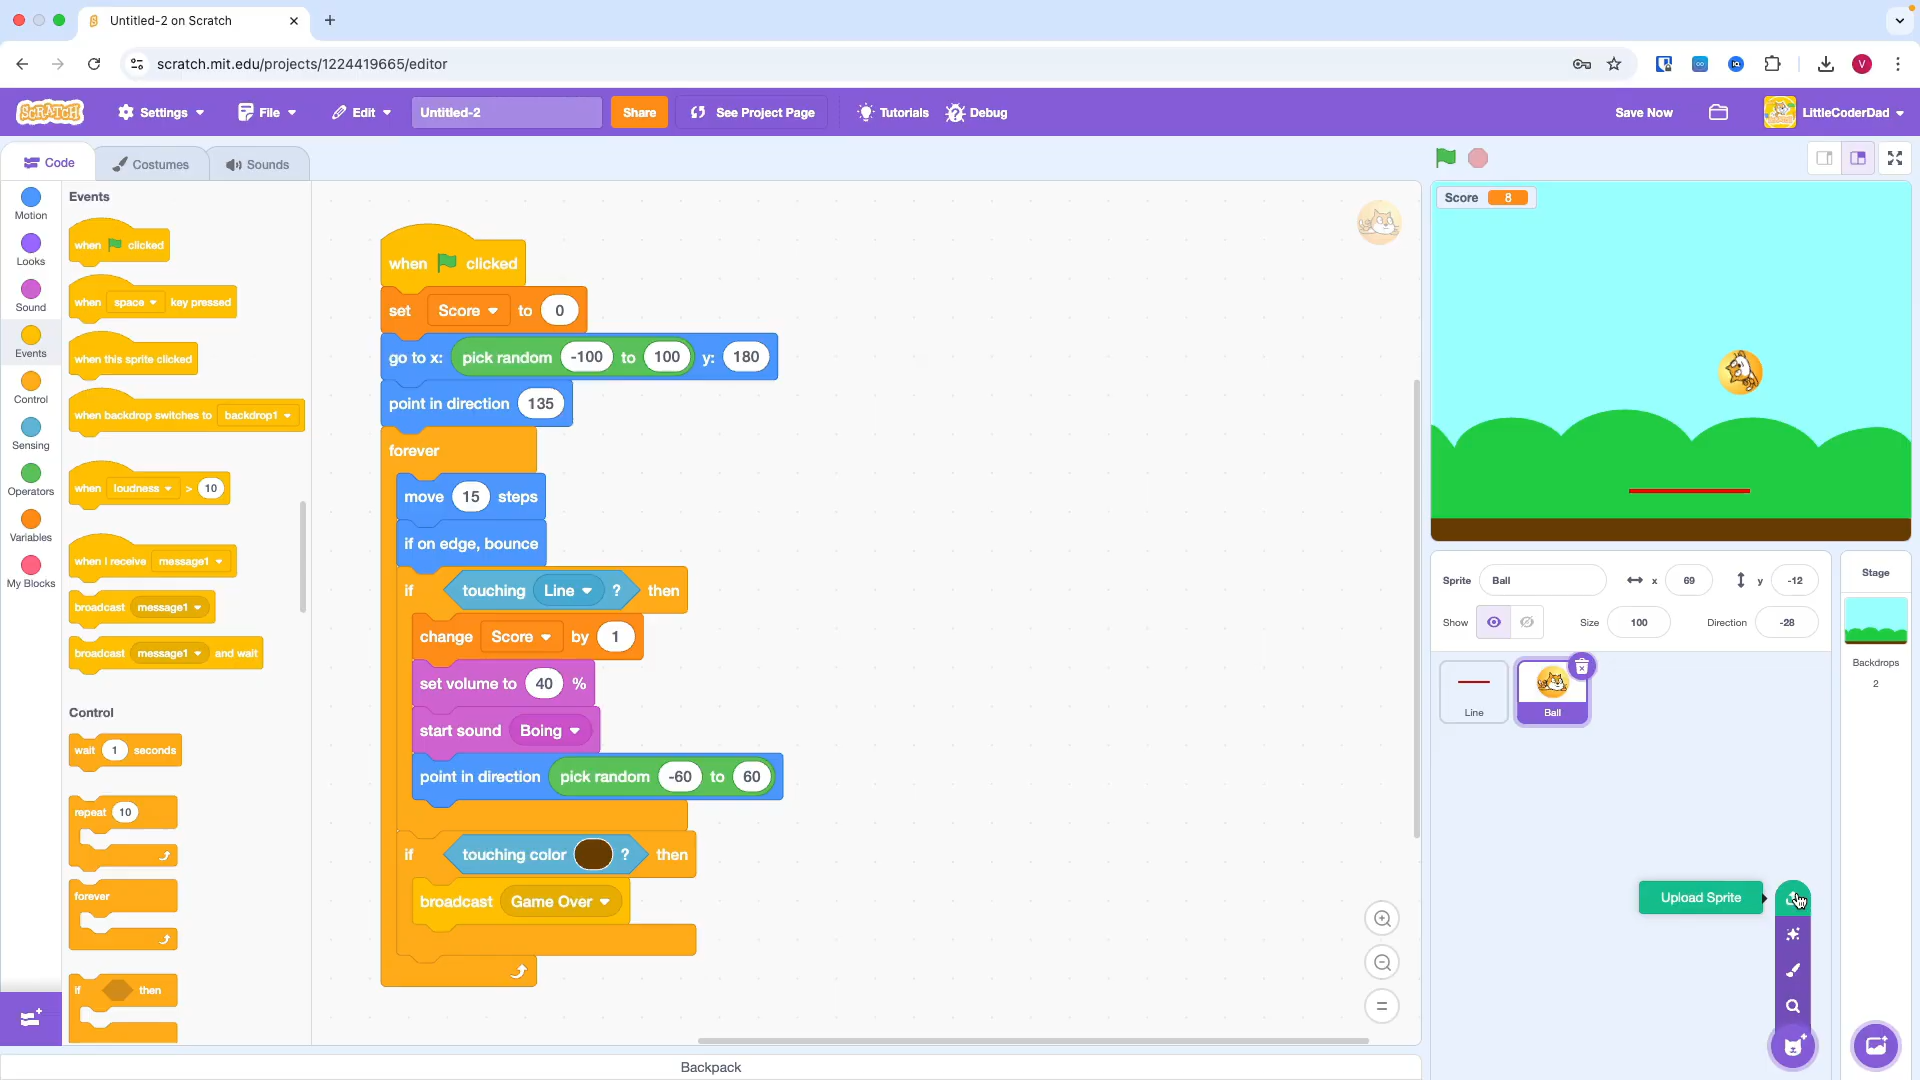 Untitled-2 on Scratch
scratch.mit.edu/projects/1224419665/editor
SCRATCH
Settings
File
Edit
Untitled-2
Share
See Project Page
Tutorials
Debug
Save Now
LittleCoderDad
Code
Costumes
Sounds
Motion
Looks
Sound
Events
Control
Sensing
Operators
Variables
My Blocks
Events
when clicked
when space key pressed
when this sprite clicked
when backdrop switches to backdrop1
when loudness > 10
when I receive message1
broadcast message1
broadcast message1 and wait
Control
wait 1 seconds
repeat 10
forever
if then
when clicked
set Score to 0
go to x: pick random -100 to 100 y: 180
point in direction 135
forever
move 15 steps
if on edge, bounce
if touching Line ? then
change Score by 1
set volume to 40 %
start sound Boing
point in direction pick random -60 to 60
if touching color ? then
broadcast Game Over
Backpack
Score 8
Sprite Ball x 69 y -12
Show Size 100 Direction -28
Line
Ball
Upload Sprite
Stage
Backdrops
2